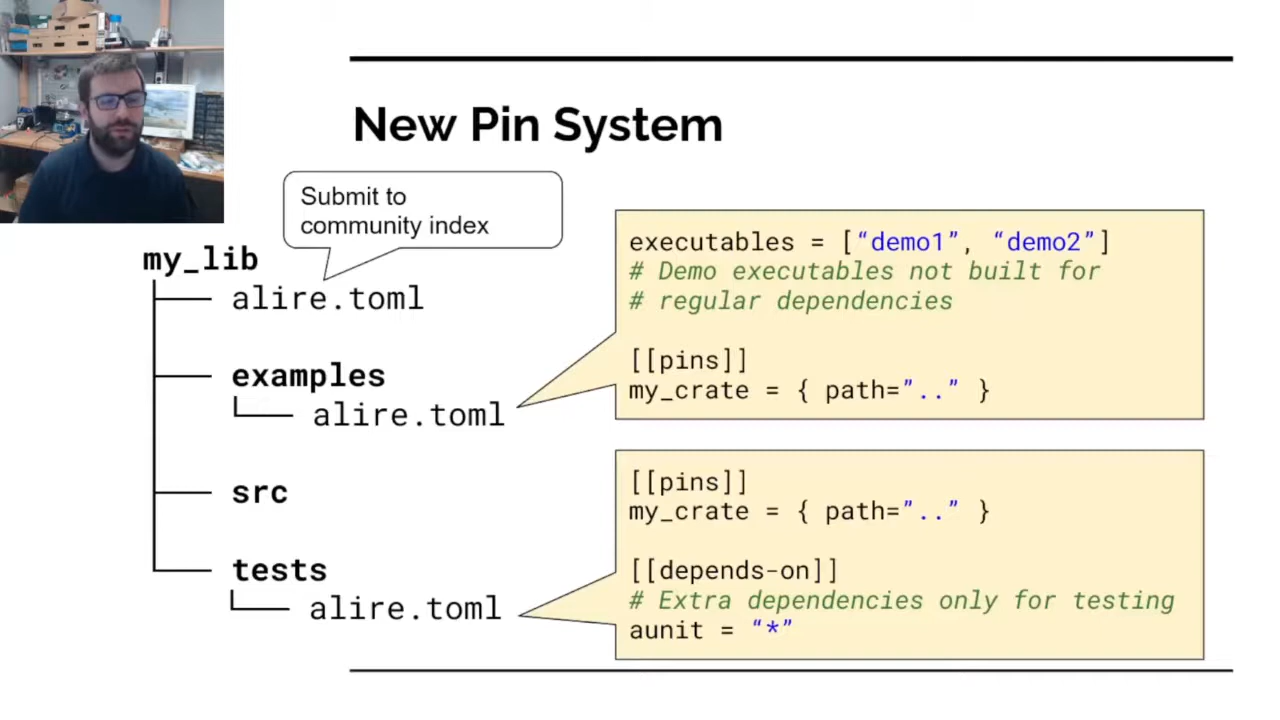 New Pin System
Submit to
community index
my_lib
alire.toml
examples
alire.toml
src
tests
alire.toml
executables = [“demo1”, “demo2”]
# Demo executables not built for
# regular dependencies
[[pins]]
my_crate = { path=”..” }
[[pins]]
my_crate = { path=”..” }
[[depends-on]]
# Extra dependencies only for testing
aunit = “*”